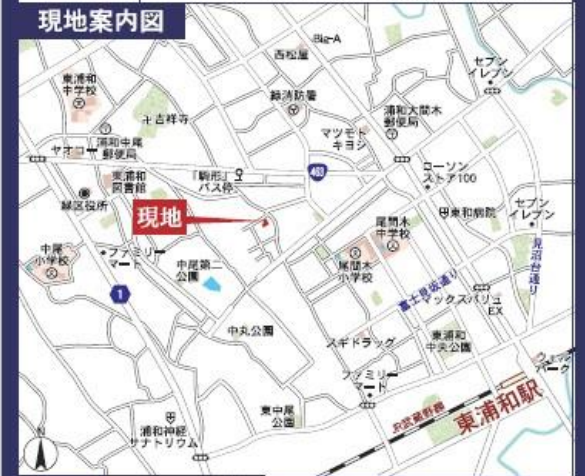 現地案内図
Big-A
西松屋
セブン
イレブン
東浦和
中学校
緑消防署
浦和大間木
郵便局
卍吉祥寺
マツモト
キヨシ
浦和中尾
郵便局
ヤオコー
東浦和
図書館
「駒形」
バス停
463
ローソン
ストア100
緑区役所
現地
尾間木
中学校
東和病院
セブン
イレブン
中尾
小学校
ファミリー
マート
中尾第二
公園
尾間木
小学校
見沼台通り
富士見坂通り
マックスバリュ
EX
1
中丸公園
スギドラッグ
東浦和
中央公園
ファミリー
マート
東中尾
公園
JR武蔵野線
東浦和駅
浦和神経
サナトリウム
N